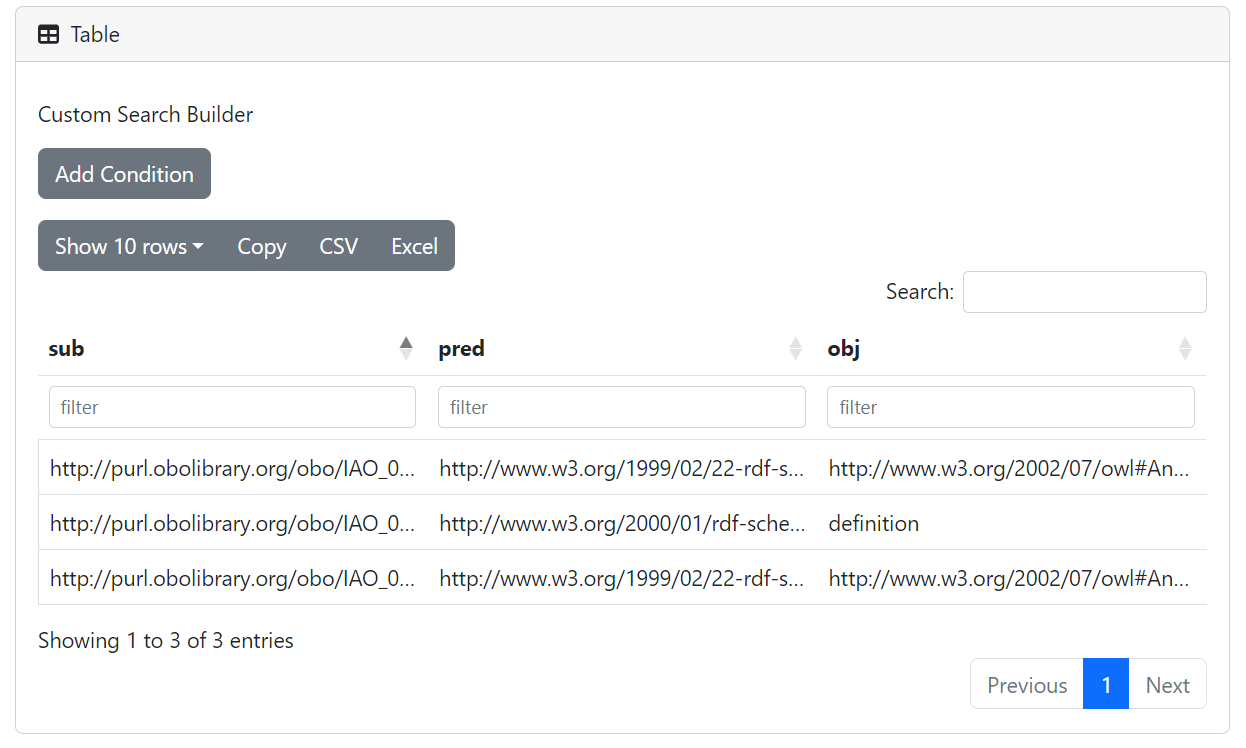 Table
Custom Search Builder
Add Condition
Show 10 rows Copy CSV Excel
Search:
sub pred obj
filter filter filter
http://purl.obolibrary.org/obo/IAO_0... http://www.w3.org/1999/02/22-rdf-s... http://www.w3.org/2002/07/owl#An...
http://purl.obolibrary.org/obo/IAO_0... http://www.w3.org/2000/01/rdf-sche... definition
http://purl.obolibrary.org/obo/IAO_0... http://www.w3.org/1999/02/22-rdf-s... http://www.w3.org/2002/07/owl#An...
Showing 1 to 3 of 3 entries
Previous 1 Next